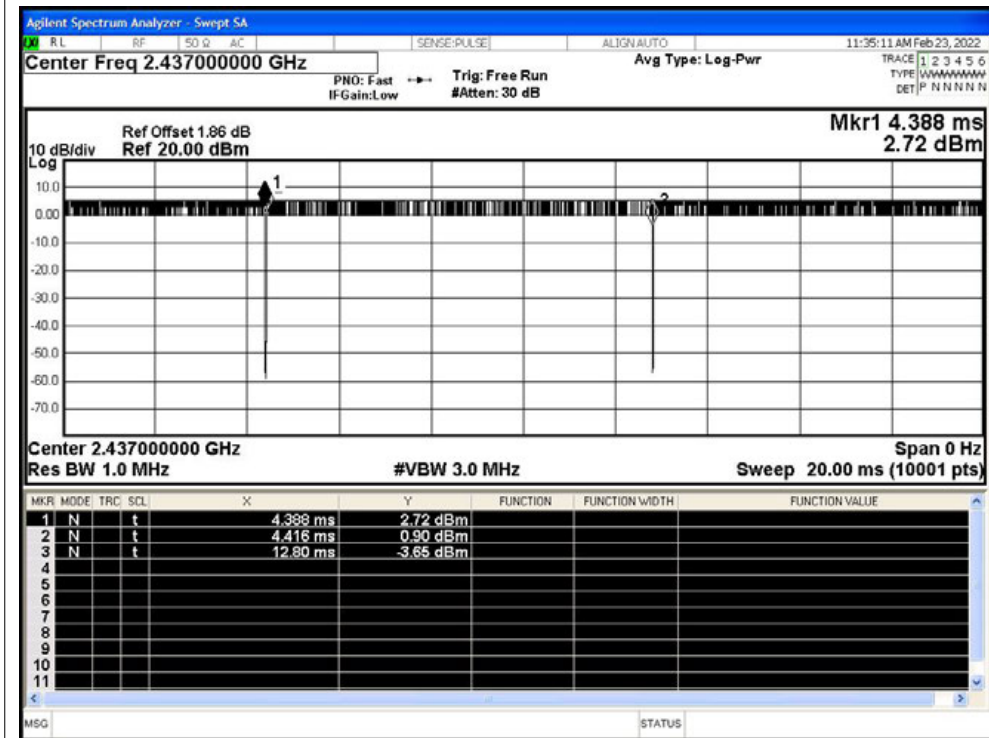 Agilent Spectrum Analyzer - Swept SA
RL RF 50 Ω AC SENSE:PULSE ALIGN AUTO 11:35:11 AM Feb 23, 2022
Center Freq 2.437000000 GHz
Avg Type: Log-Pwr
TRACE 1 2 3 4 5 6
PNO: Fast Trig: Free Run
TYPE WWWWWWWW
IFGain:Low #Atten: 30 dB
DET P N N N N N
Mkr1 4.388 ms
Ref Offset 1.86 dB
2.72 dBm
10 dB/div Ref 20.00 dBm
Log
1
10.0
0.00
-10.0
-20.0
-30.0
-40.0
-50.0
-60.0
-70.0
Center 2.437000000 GHz Span 0 Hz
Res BW 1.0 MHz #VBW 3.0 MHz Sweep 20.00 ms (10001 pts)
MKR MODE TRC SCL X Y FUNCTION FUNCTION WIDTH FUNCTION VALUE
1 N t 4.388 ms 2.72 dBm
2 N t 4.416 ms 0.90 dBm
3 N t 12.80 ms -3.65 dBm
4
5
6
7
8
9
10
11
MSG STATUS